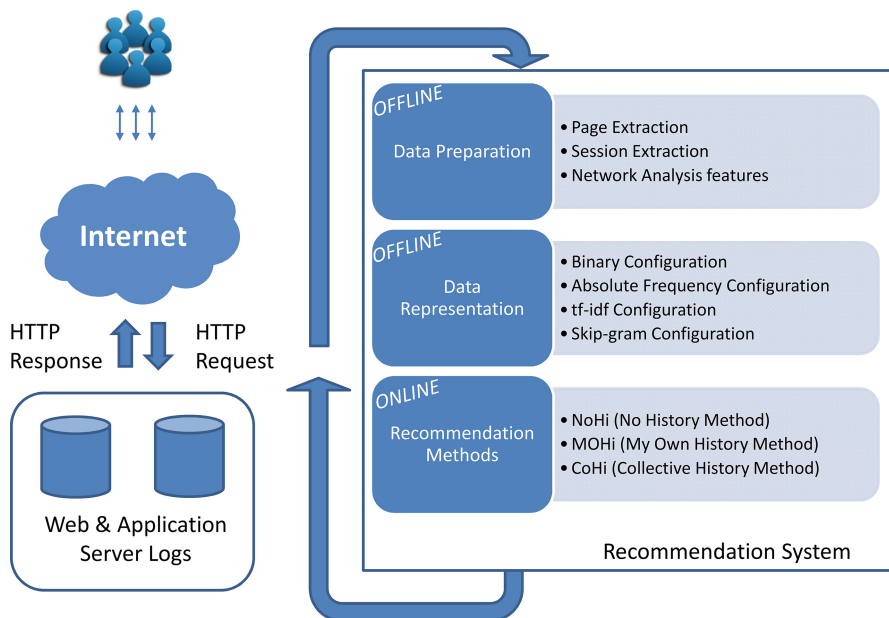 Internet
HTTP
Response
HTTP
Request
Web & Application
Server Logs
OFFLINE
Data Preparation
• Page Extraction
• Session Extraction
• Network Analysis features
OFFLINE
Data
Representation
• Binary Configuration
• Absolute Frequency Configuration
• tf-idf Configuration
• Skip-gram Configuration
ONLINE
Recommendation
Methods
• NoHi (No History Method)
• MOHi (My Own History Method)
• CoHi (Collective History Method)
Recommendation System